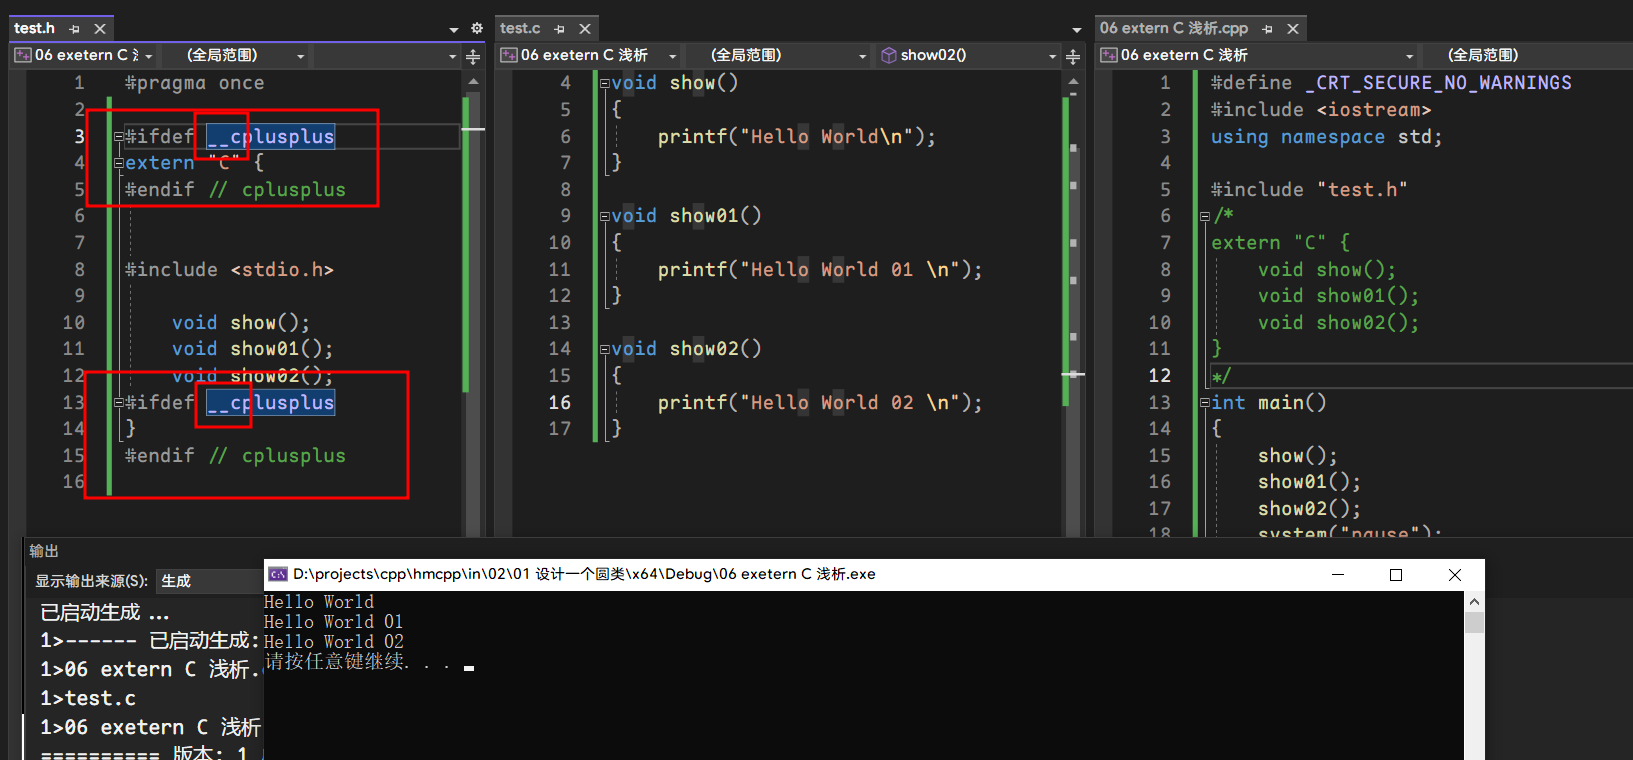 test.h
06 exetern C
(全局范围)
1 #pragma once
2
3 #ifdef __cplusplus
4 extern "C" {
5 #endif // cplusplus
6
7
8 #include <stdio.h>
9
10 void show();
11 void show01();
12 void show02();
13 #ifdef __cplusplus
14 }
15 #endif // cplusplus
16
test.c
06 exetern C 浅析
(全局范围)
show02()
4 void show()
5 {
6 printf("Hello World\n");
7 }
8
9 void show01()
10 {
11 printf("Hello World 01 \n");
12 }
13
14 void show02()
15 {
16 printf("Hello World 02 \n");
17 }
06 extern C 浅析.cpp
06 exetern C 浅析
(全局范围)
1 #define _CRT_SECURE_NO_WARNINGS
2 #include <iostream>
3 using namespace std;
4
5 #include "test.h"
6 /*
7 extern "C" {
8 void show();
9 void show01();
10 void show02();
11 }
12 */
13 int main()
14 {
15 show();
16 show01();
17 show02();
18 system("pause");
输出
显示输出来源(S): 生成
已启动生成 ...
1>------ 已启动生成:
1>06 extern C 浅析.
1>test.c
1>06 exetern C 浅析
========== 版本: 1
D:\projects\cpp\hmcpp\in\02\01 设计一个圆类\x64\Debug\06 exetern C 浅析.exe
Hello World
Hello World 01
Hello World 02
请按任意键继续. . .